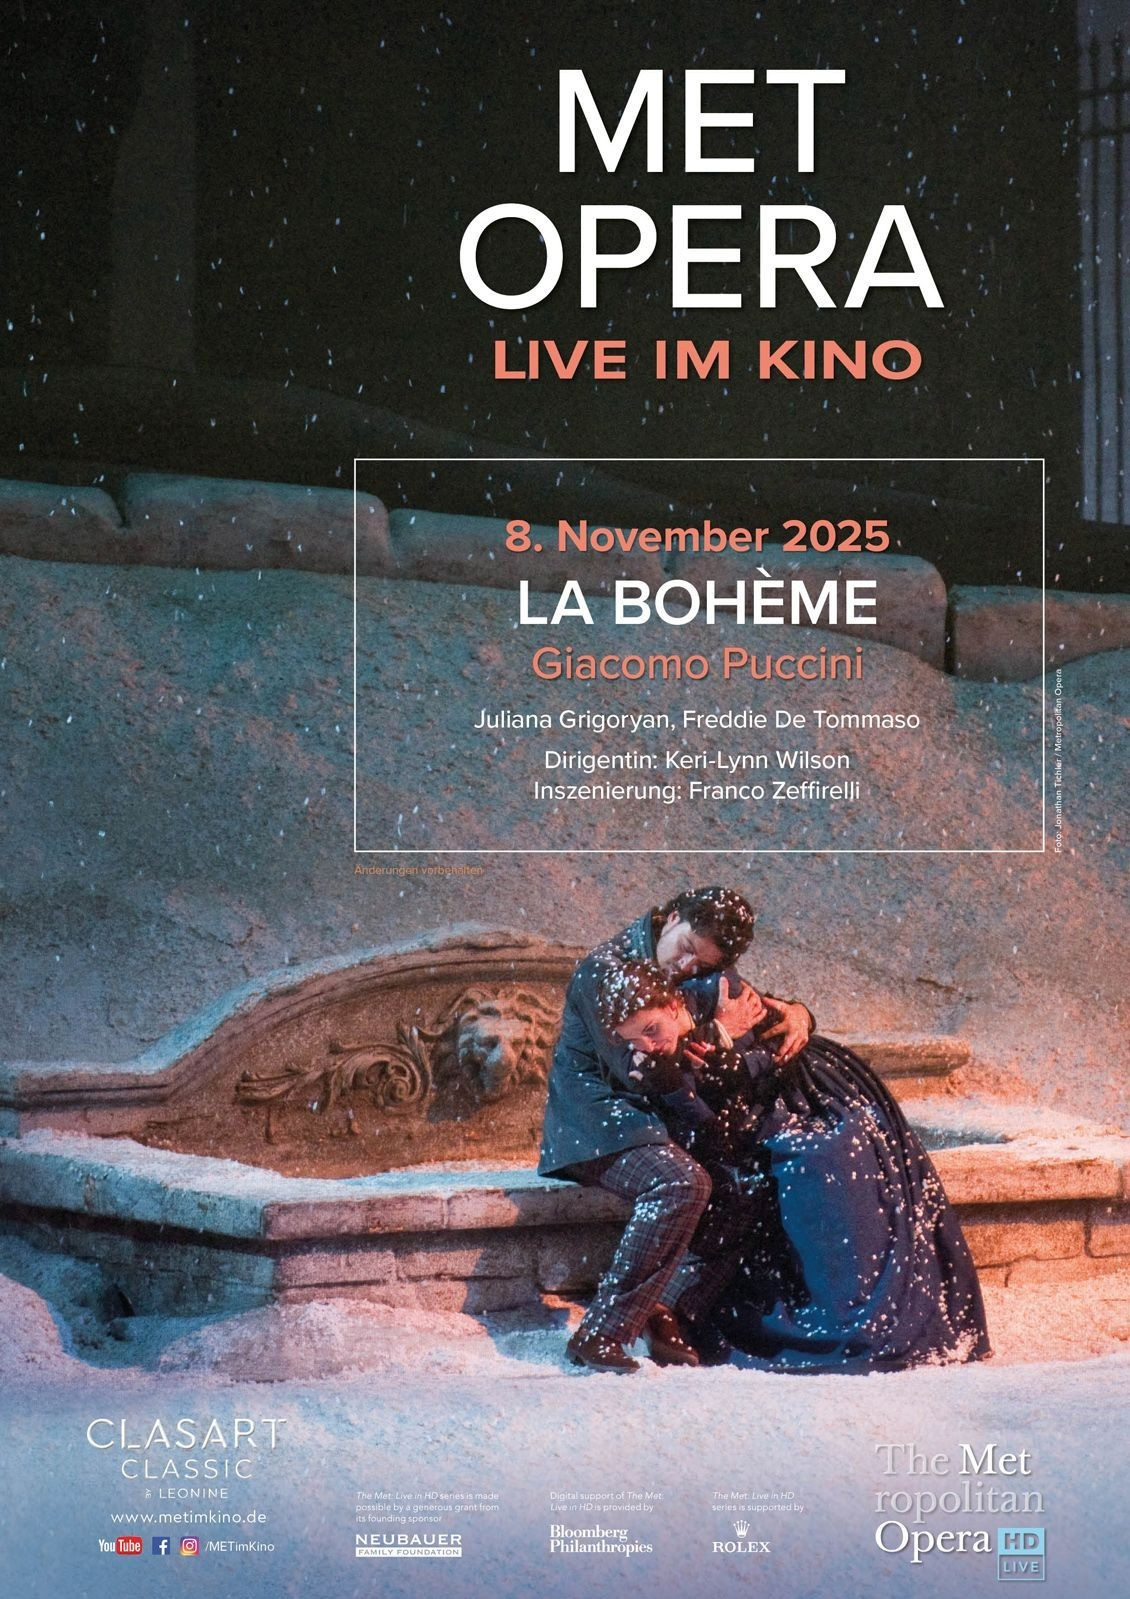 MET
OPERA
LIVE IM KINO
8. November 2025
LA BOHÈME
Giacomo Puccini
Juliana Grigoryan, Freddie De Tommaso
Dirigentin: Keri-Lynn Wilson
Inszenierung: Franco Zeffirelli
Foto: Jonathan Tichler / Metropolitan Opera
Änderungen vorbehalten
CLASART
CLASSIC
BY LEONINE
www.metimkino.de
YouTube f /METimKino
The Met: Live in HD series is made
possible by a generous grant from
its founding sponsor
NEUBAUER
FAMILY FOUNDATION
Digital support of The Met:
Live in HD is provided by
Bloomberg
Philanthropies
The Met: Live in HD
series is supported by
ROLEX
The Met
ropolitan
Opera HD
LIVE